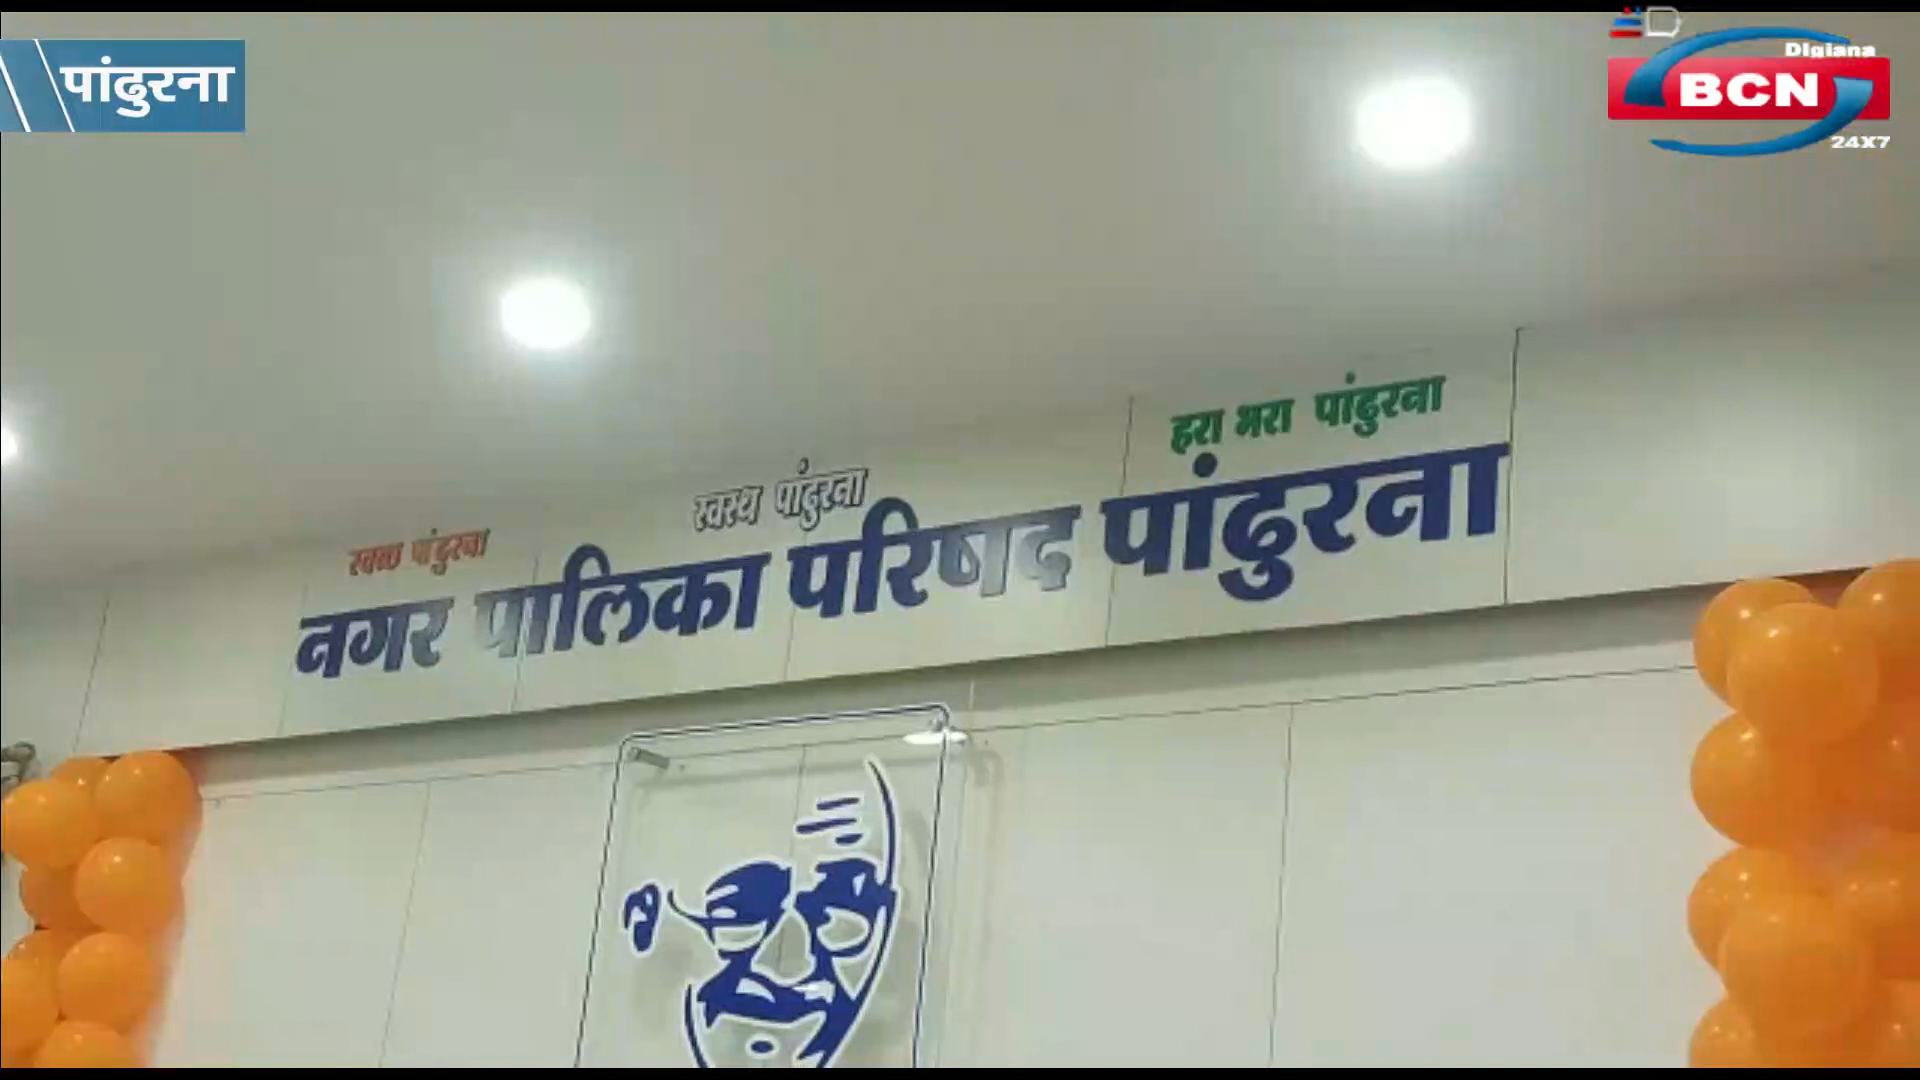 पांढुरना
Digiana
BCN
24X7
हरा भरा पांढुरना
स्वस्थ पांढुरना
स्वच्छ पांढुरना
नगर पालिका परिषद पांढुरना